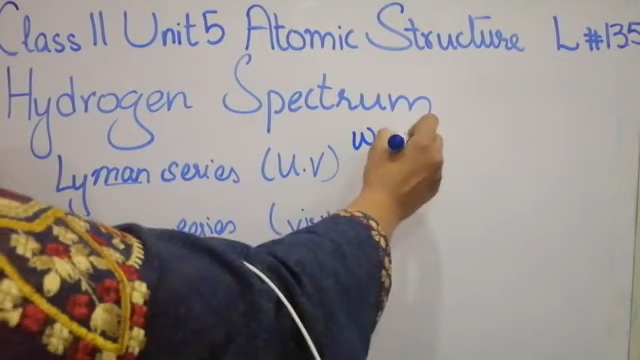 Class 11 Unit 5 Atomic Structure L #135
Hydrogen Spectrum
Lyman series (U.V)